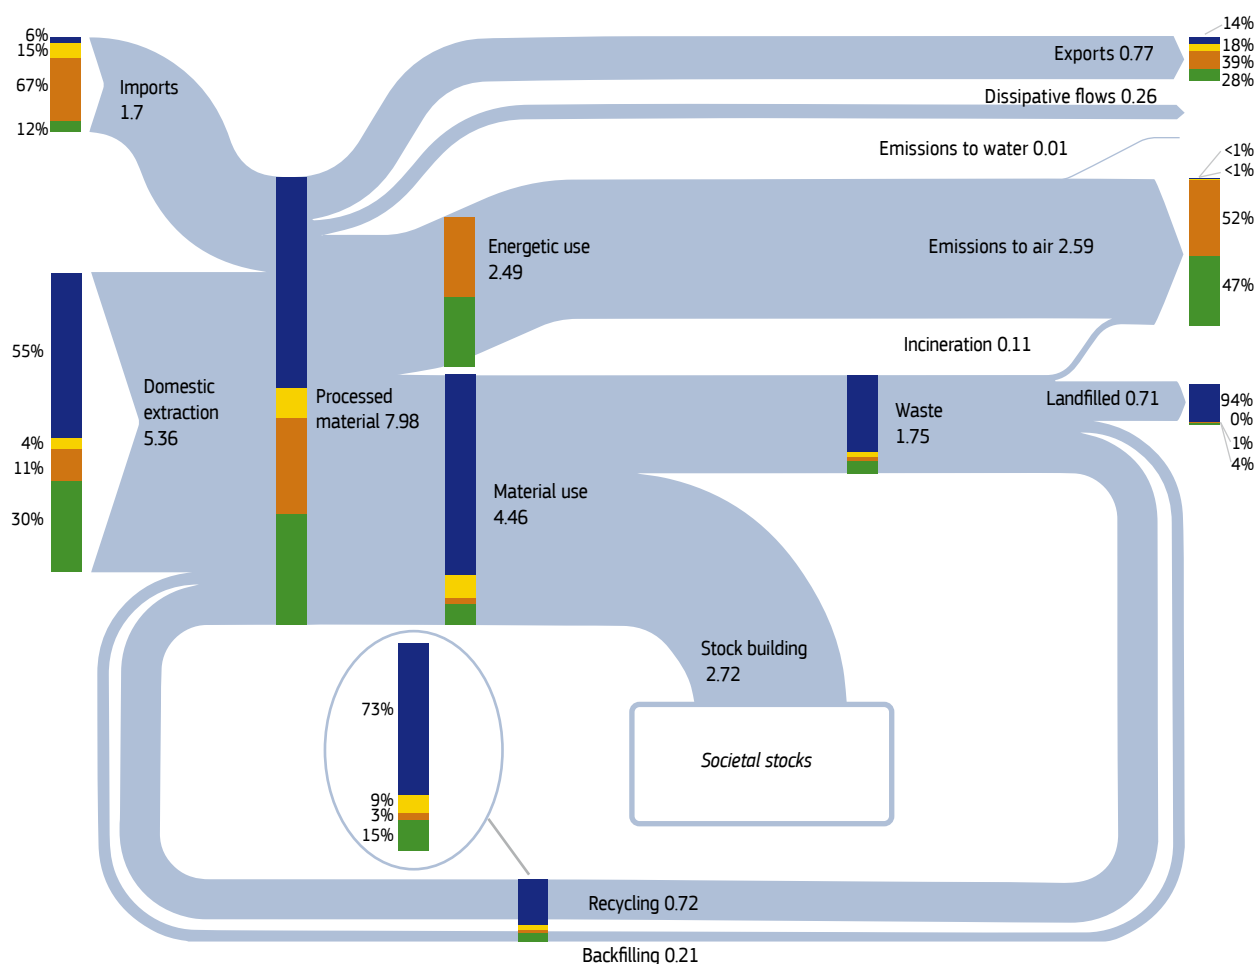 6%
15%
67%
12%
Imports
1.7
55%
4%
11%
30%
Domestic
extraction
5.36
Processed
material 7.98
Energetic use
2.49
Material use
4.46
Exports 0.77
14%
18%
39%
28%
Dissipative flows 0.26
Emissions to water 0.01
Emissions to air 2.59
<1%
<1%
52%
47%
Incineration 0.11
Waste
1.75
Landfilled 0.71
94%
0%
1%
4%
Stock building
2.72
Societal stocks
73%
9%
3%
15%
Recycling 0.72
Backfilling 0.21